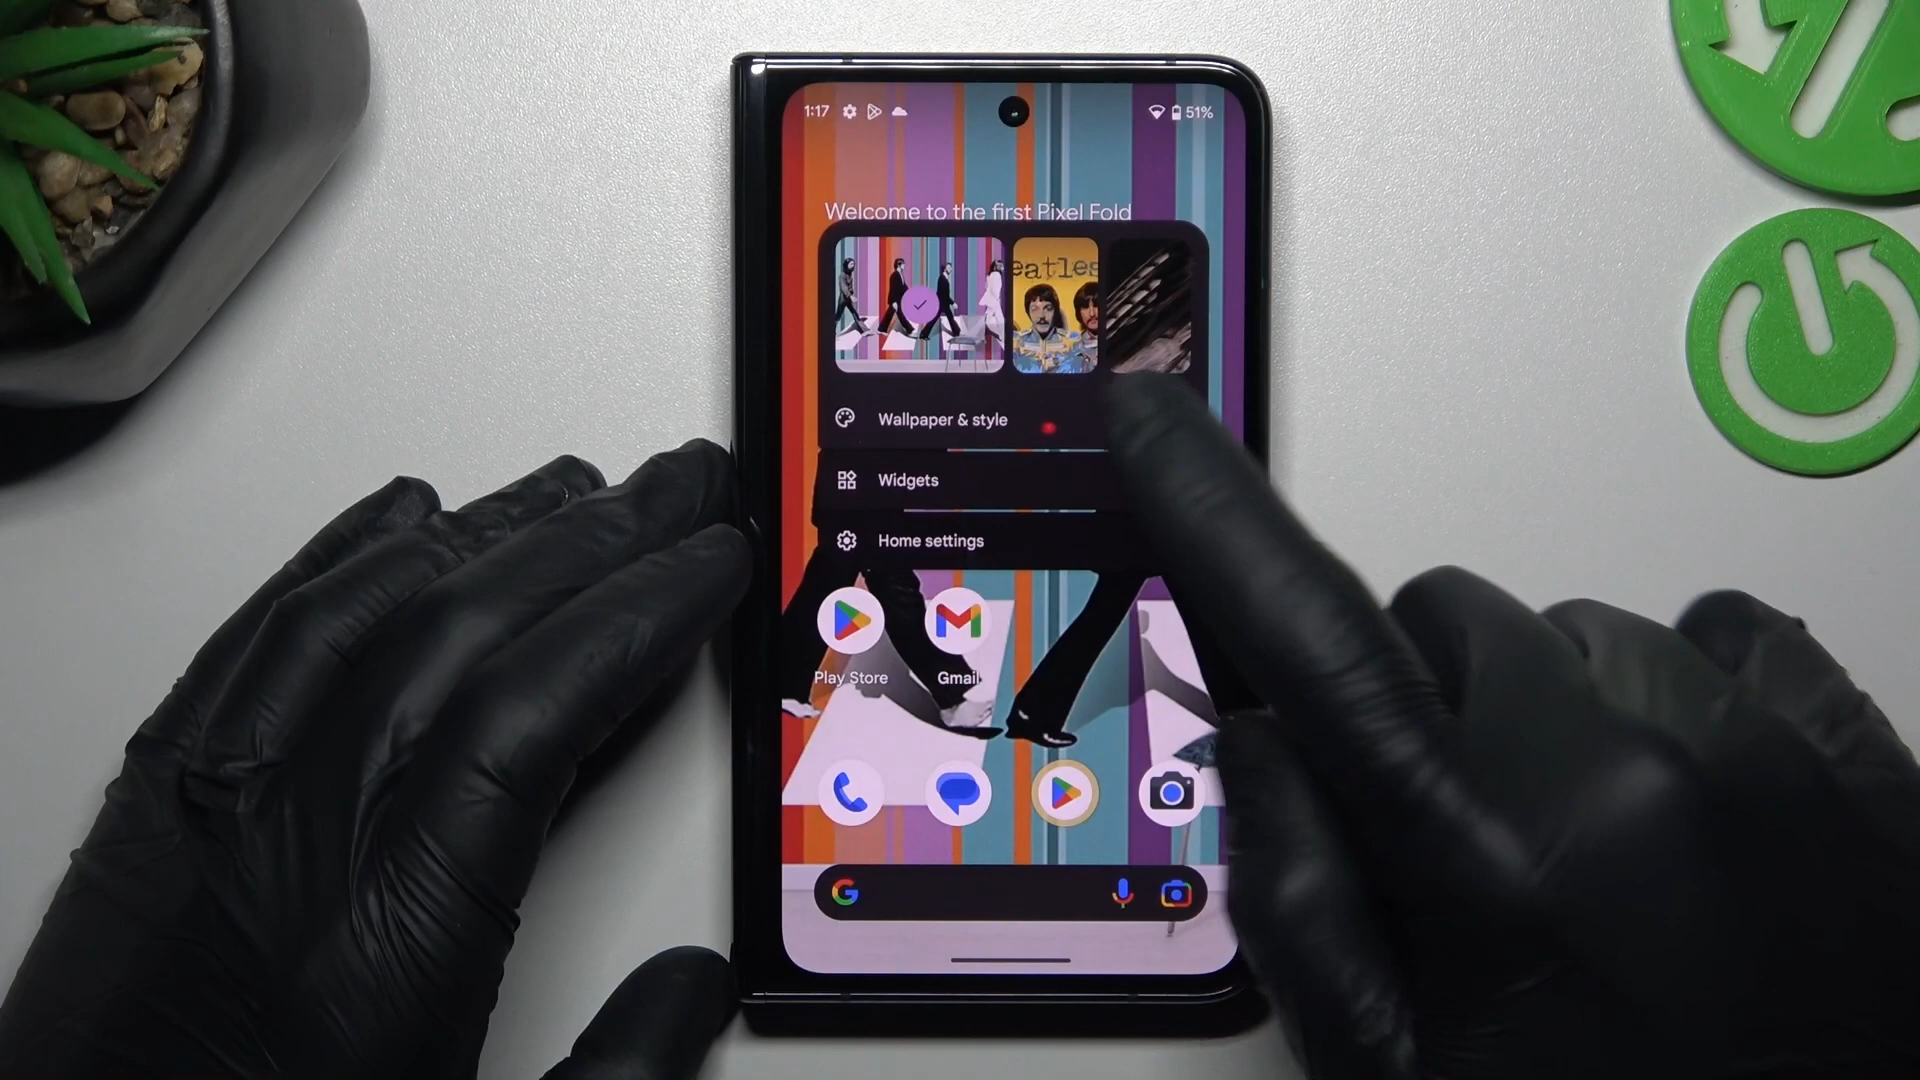 1:17
51%
Welcome to the first Pixel Fold
eatles
Wallpaper & style
Widgets
Home settings
Play Store
Gmail